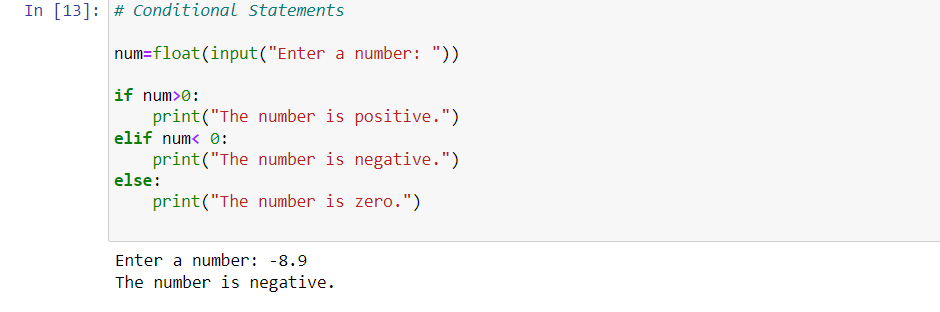 In [13]: # Conditional Statements
num=float(input("Enter a number: "))
if num>0:
    print("The number is positive.")
elif num< 0:
    print("The number is negative.")
else:
    print("The number is zero.")
Enter a number: -8.9
The number is negative.